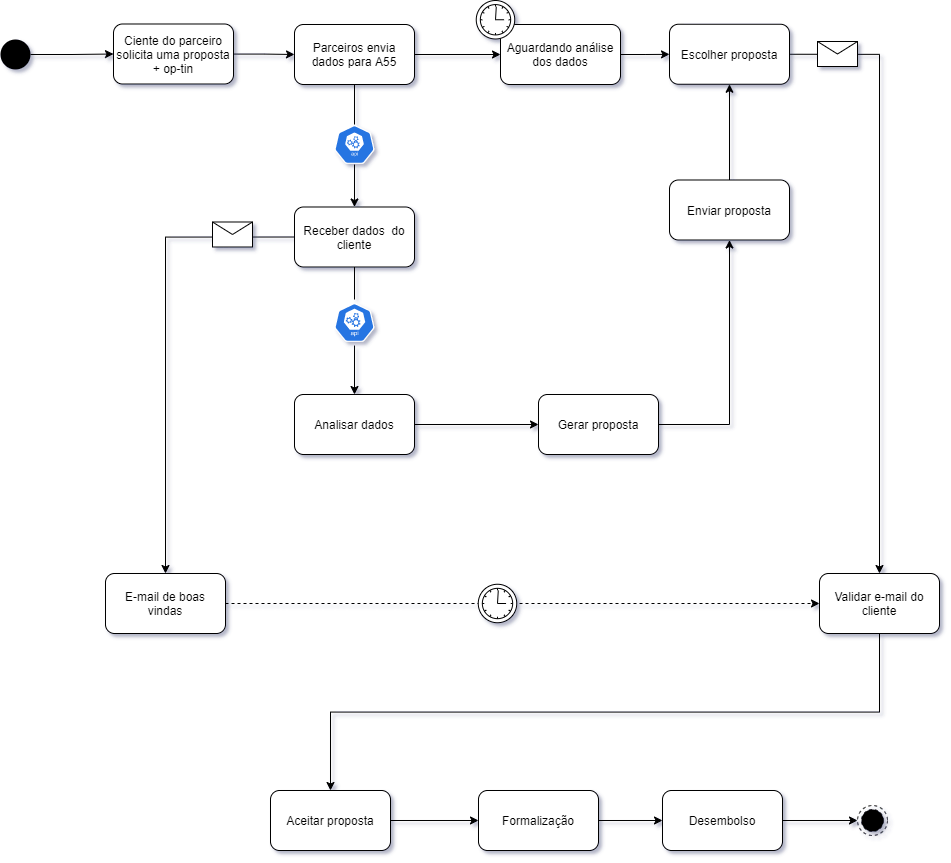 Ciente do parceiro
solicita uma proposta
+ op-tin
Parceiros envia
dados para A55
Aguardando análise
dos dados
Escolher proposta
api
Enviar proposta
Receber dados do
cliente
api
Analisar dados
Gerar proposta
E-mail de boas
vindas
Validar e-mail do
cliente
Aceitar proposta
Formalização
Desembolso